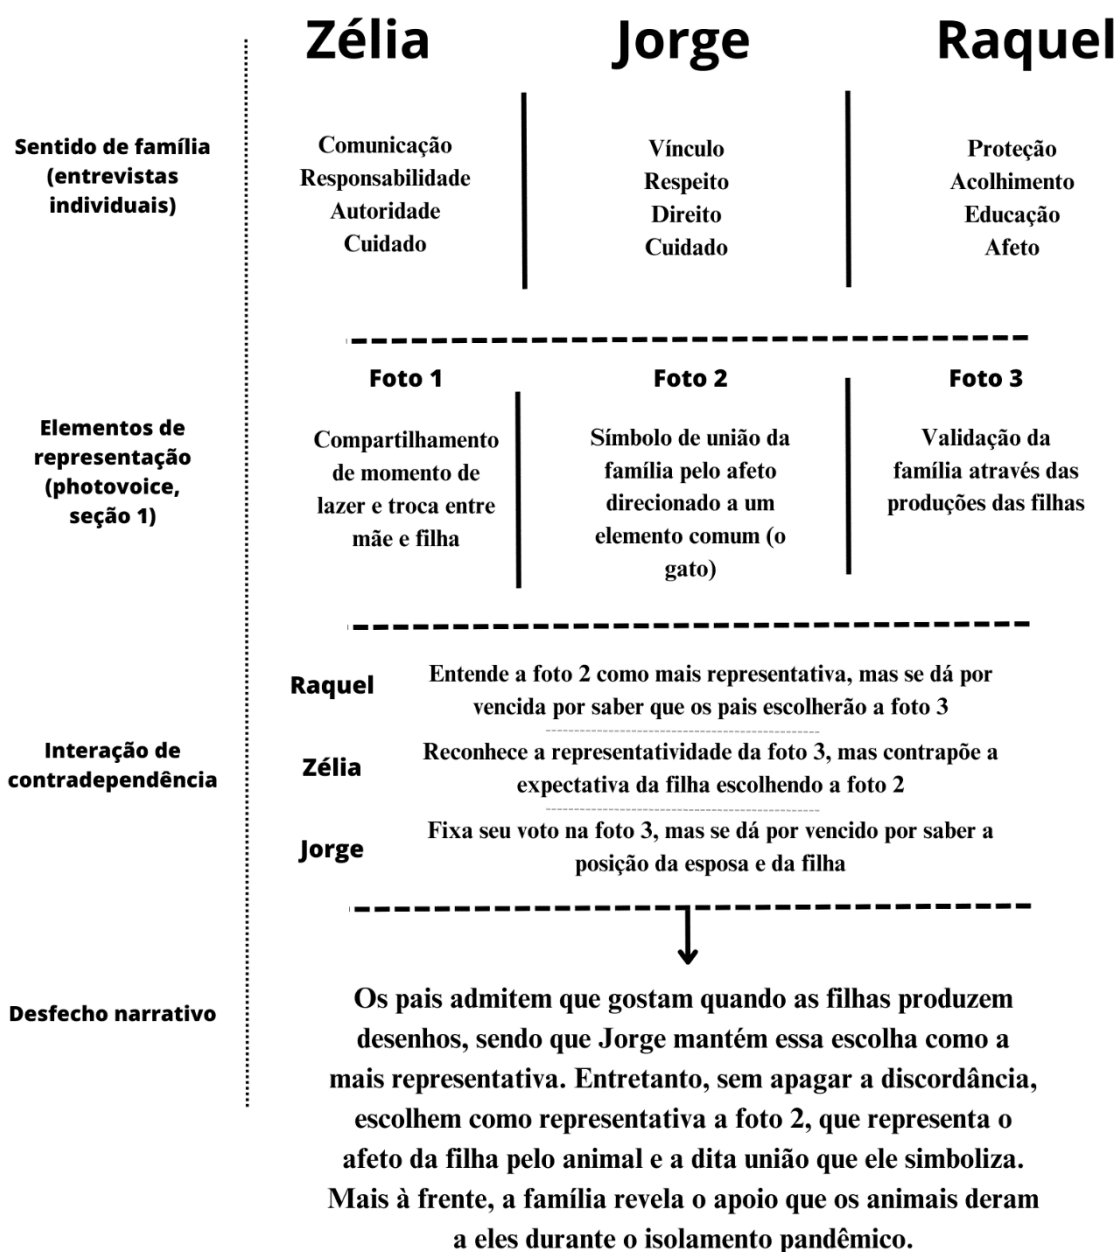 Zélia
Jorge
Raquel
Sentido de família
(entrevistas
individuais)
Comunicação
Responsabilidade
Autoridade
Cuidado
Vínculo
Respeito
Direito
Cuidado
Proteção
Acolhimento
Educação
Afeto
Elementos de
representação
(photovoice,
seção 1)
Foto 1
Compartilhamento
de momento de
lazer e troca entre
mãe e filha
Foto 2
Símbolo de união da
família pelo afeto
direcionado a um
elemento comum (o
gato)
Foto 3
Validação da
família através das
produções das filhas
Interação de
contradependência
Raquel
Entende a foto 2 como mais representativa, mas se dá por
vencida por saber que os pais escolherão a foto 3
Zélia
Reconhece a representatividade da foto 3, mas contrapõe a
expectativa da filha escolhendo a foto 2
Jorge
Fixa seu voto na foto 3, mas se dá por vencido por saber a
posição da esposa e da filha
Desfecho narrativo
Os pais admitem que gostam quando as filhas produzem
desenhos, sendo que Jorge mantém essa escolha como a
mais representativa. Entretanto, sem apagar a discordância,
escolhem como representativa a foto 2, que representa o
afeto da filha pelo animal e a dita união que ele simboliza.
Mais à frente, a família revela o apoio que os animais deram
a eles durante o isolamento pandêmico.